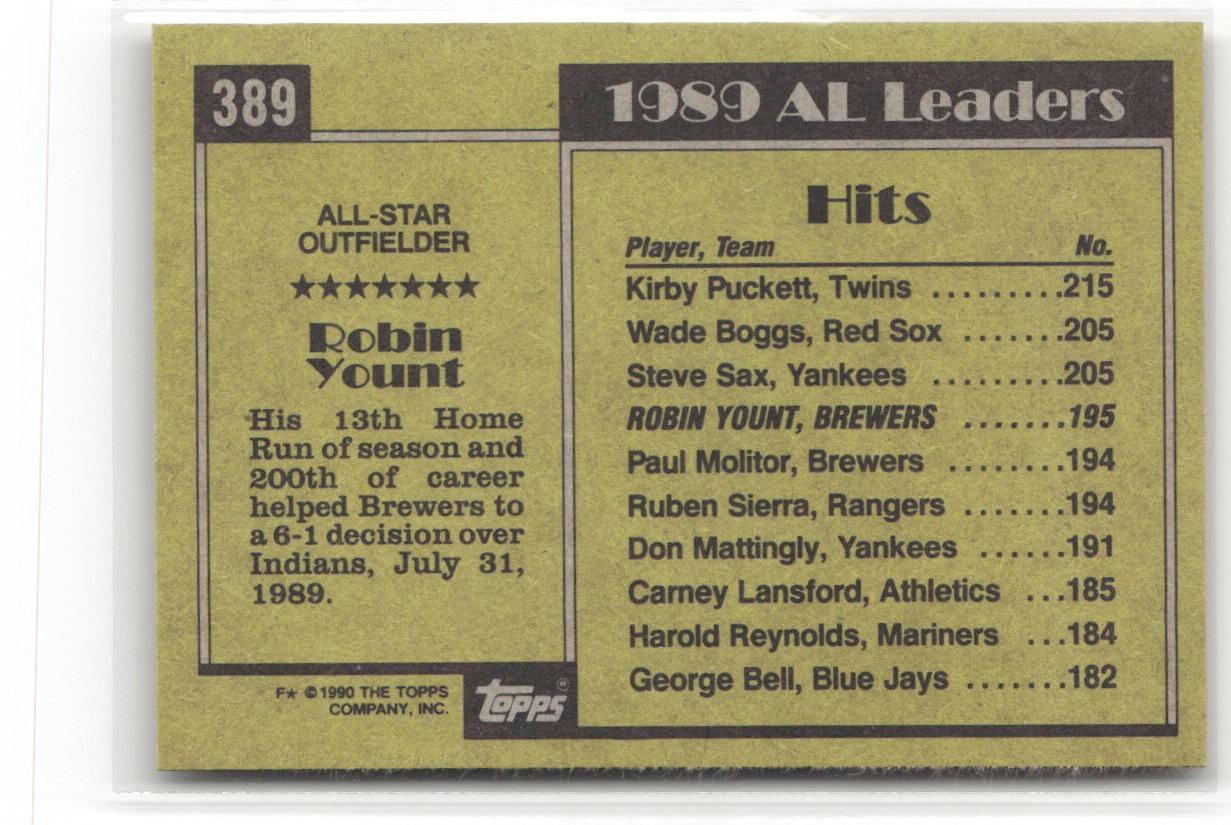 389
ALL-STAR
OUTFIELDER
★★★★★★★
Robin
Yount
His 13th Home
Run of season and
200th of career
helped Brewers to
a 6-1 decision over
Indians, July 31,
1989.
F★ © 1990 THE TOPPS
COMPANY, INC.
topps®
1989 AL Leaders
Hits
Player, Team No.
Kirby Puckett, Twins .........215
Wade Boggs, Red Sox .......205
Steve Sax, Yankees .........205
ROBIN YOUNT, BREWERS .......195
Paul Molitor, Brewers ........194
Ruben Sierra, Rangers .......194
Don Mattingly, Yankees ......191
Carney Lansford, Athletics ...185
Harold Reynolds, Mariners ...184
George Bell, Blue Jays .......182